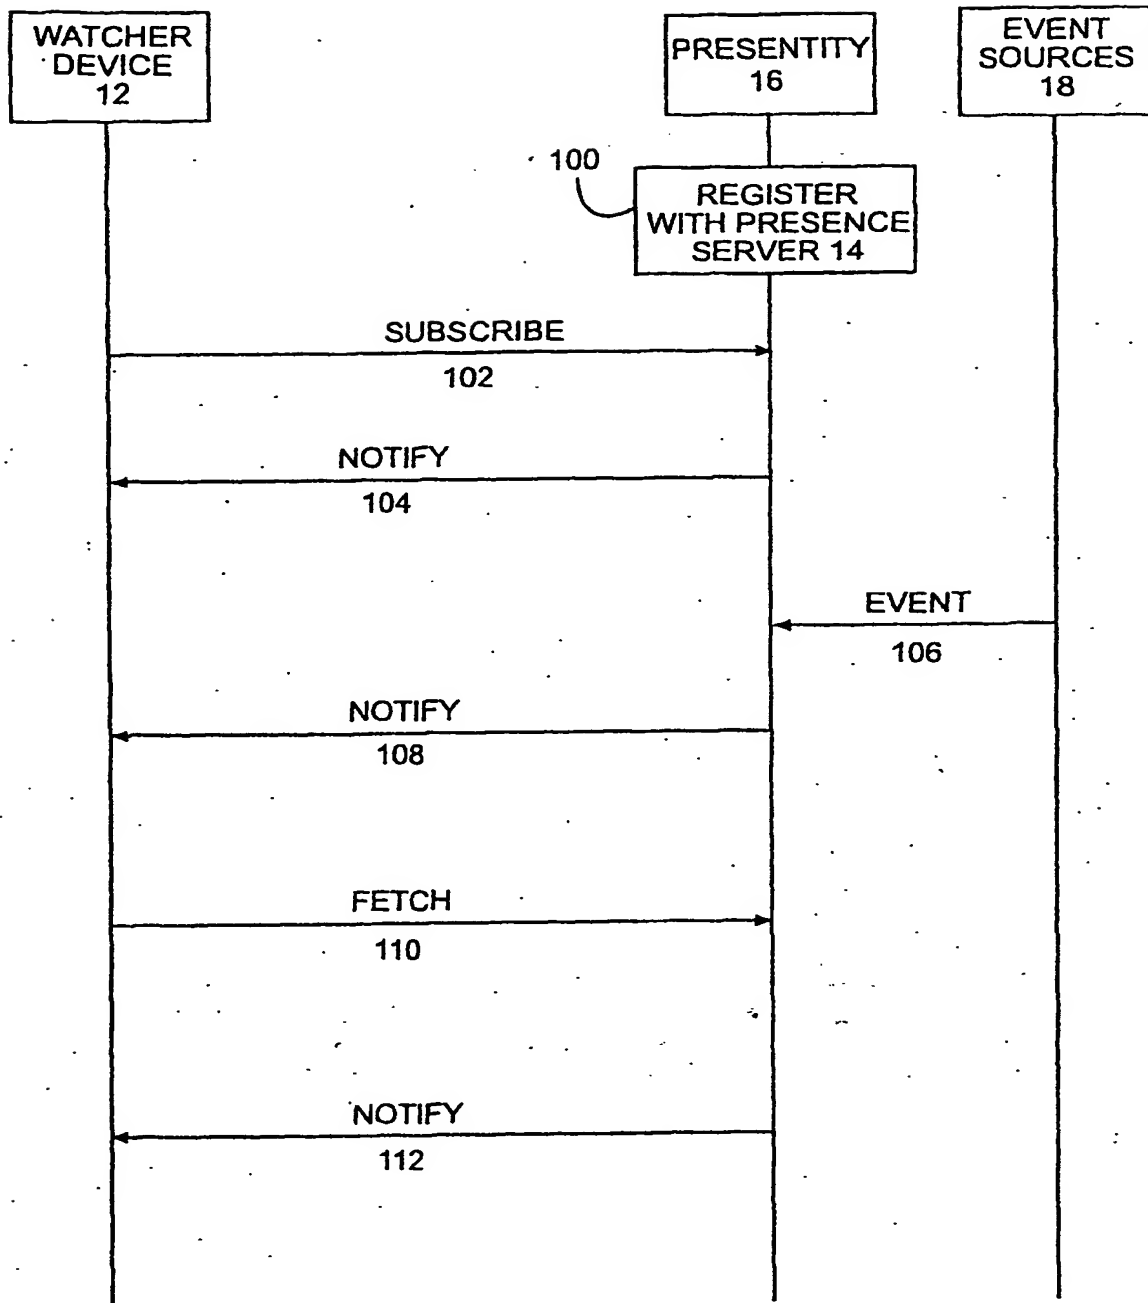 WATCHER
DEVICE
12
PRESENTITY
16
EVENT
SOURCES
18
100
REGISTER
WITH PRESENCE
SERVER 14
SUBSCRIBE
102
NOTIFY
104
EVENT
106
NOTIFY
108
FETCH
110
NOTIFY
112